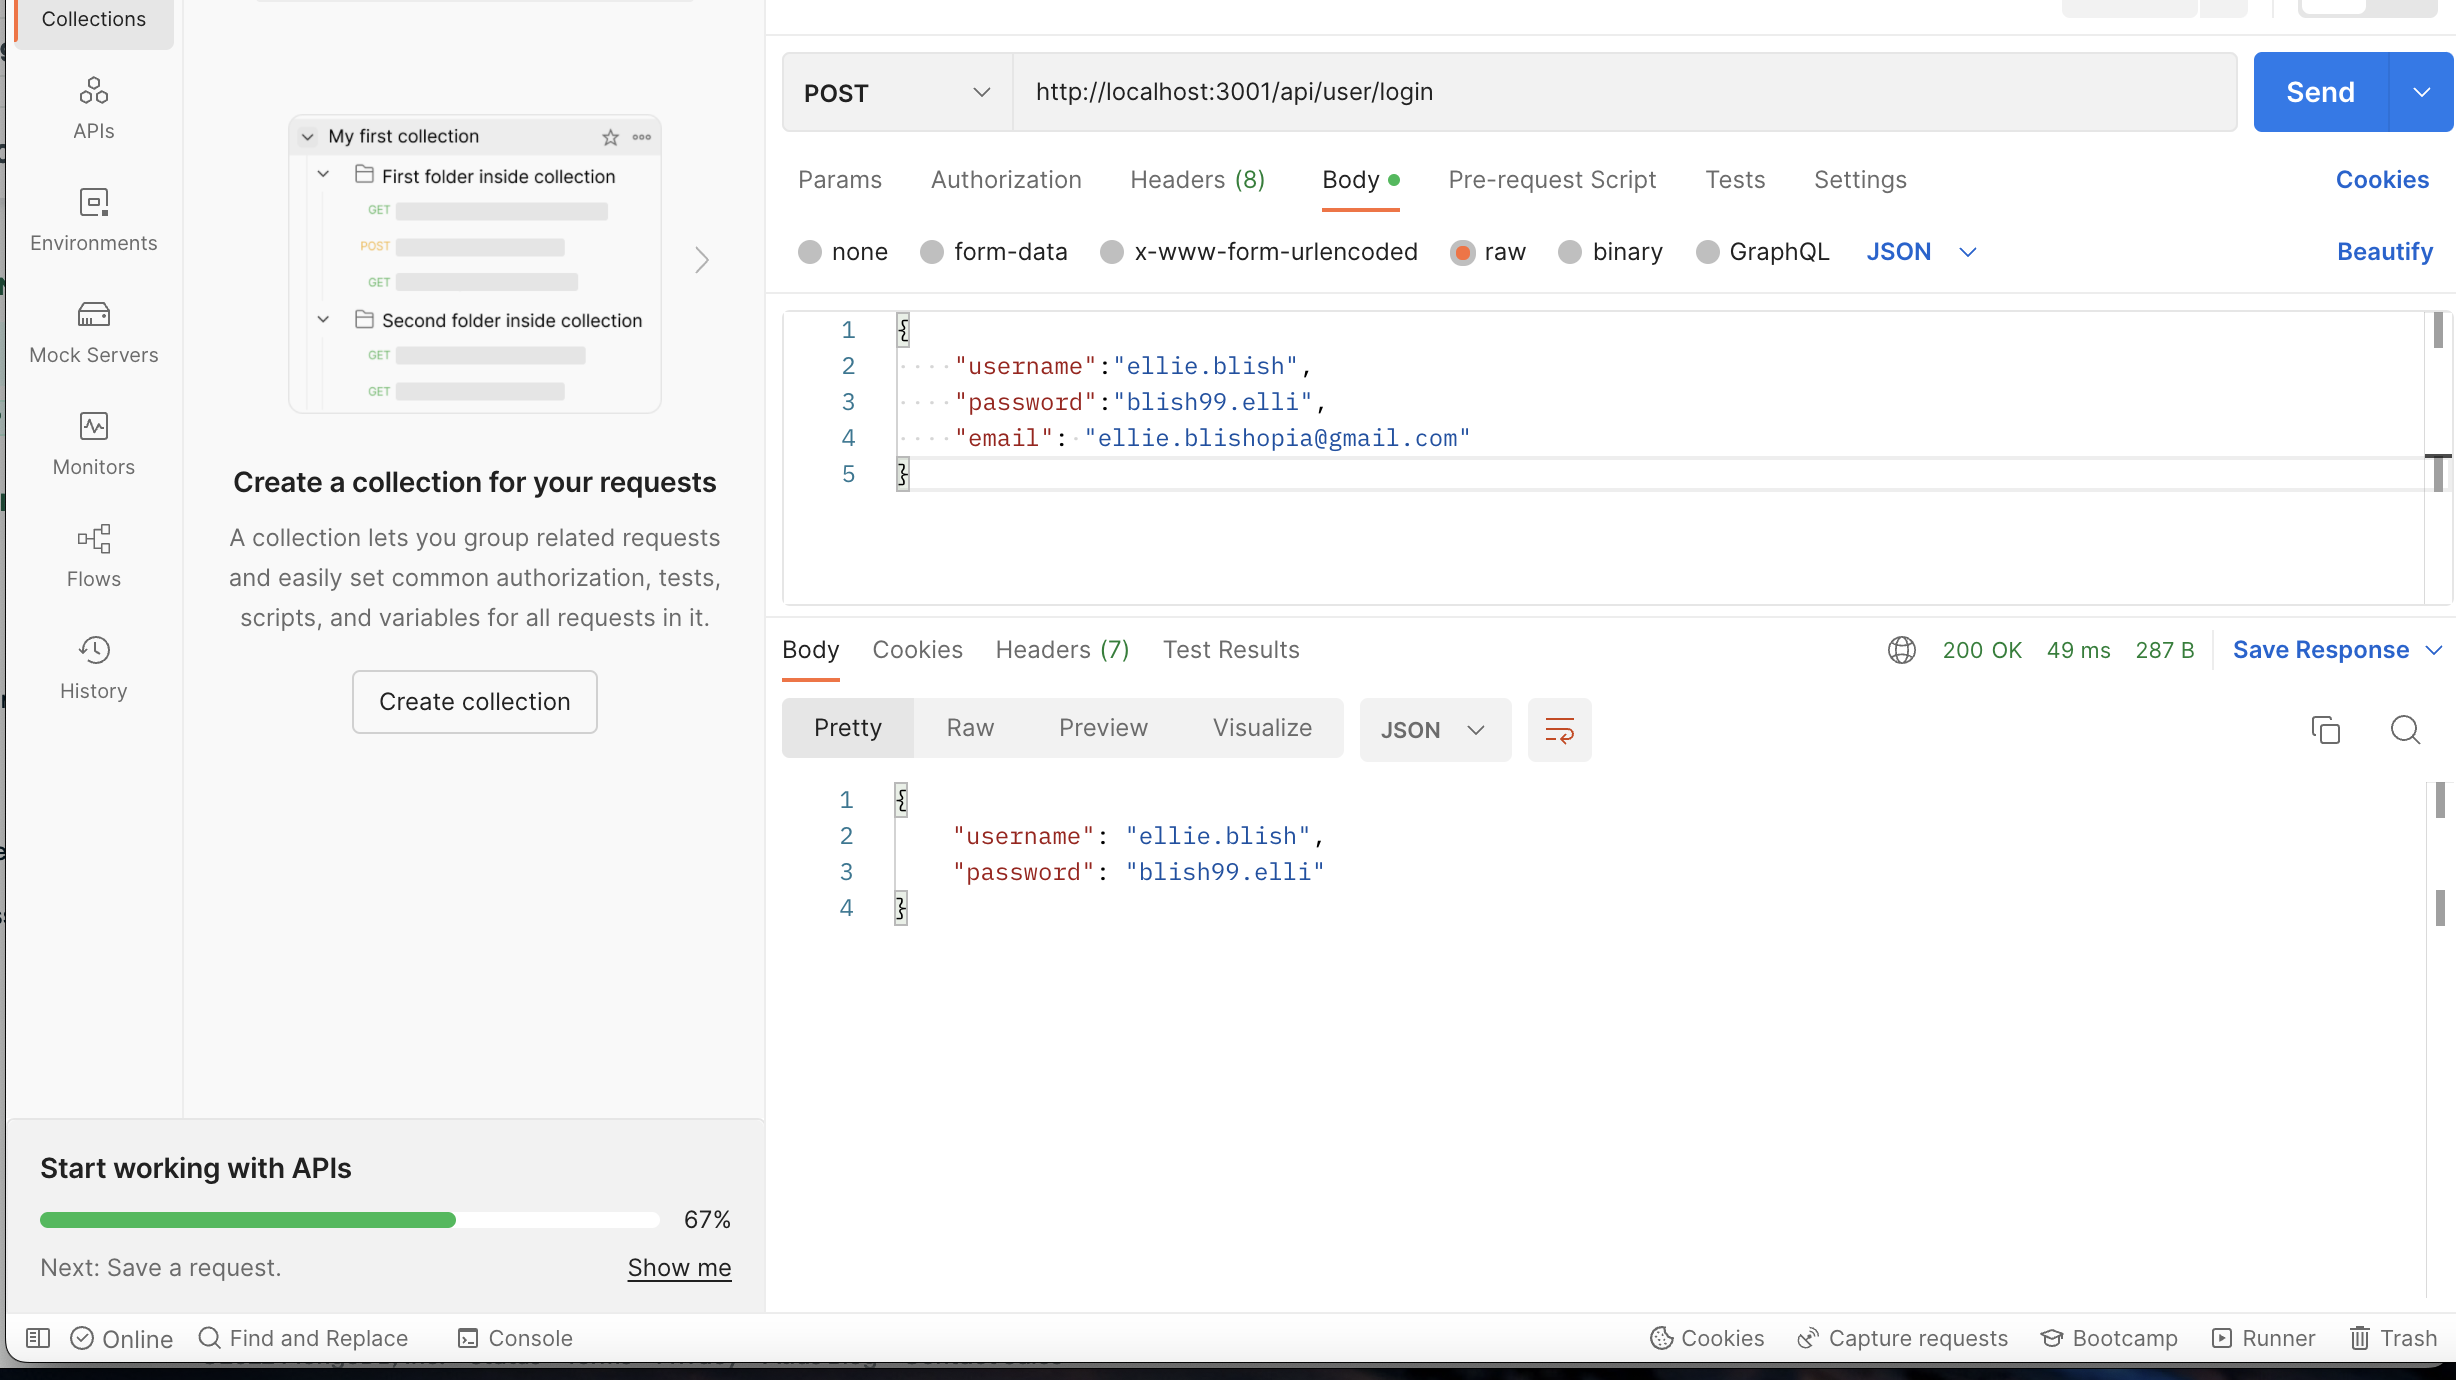 Collections
APIs
Environments
Mock Servers
Monitors
Flows
History
My first collection
First folder inside collection
GET
POST
GET
Second folder inside collection
GET
GET
Create a collection for your requests
A collection lets you group related requests
and easily set common authorization, tests,
scripts, and variables for all requests in it.
Create collection
Start working with APIs
67%
Next: Save a request.
Show me
POST
http://localhost:3001/api/user/login
Send
Params Authorization Headers (8) Body Pre-request Script Tests Settings Cookies
none form-data x-www-form-urlencoded raw binary GraphQL JSON Beautify
1 {
2 "username":"ellie.blish",
3 "password":"blish99.elli",
4 "email": "ellie.blishopia@gmail.com"
5 }
Body Cookies Headers (7) Test Results 200 OK 49 ms 287 B Save Response
Pretty Raw Preview Visualize JSON
1 {
2 "username": "ellie.blish",
3 "password": "blish99.elli"
4 }
Online Find and Replace Console Cookies Capture requests Bootcamp Runner Trash